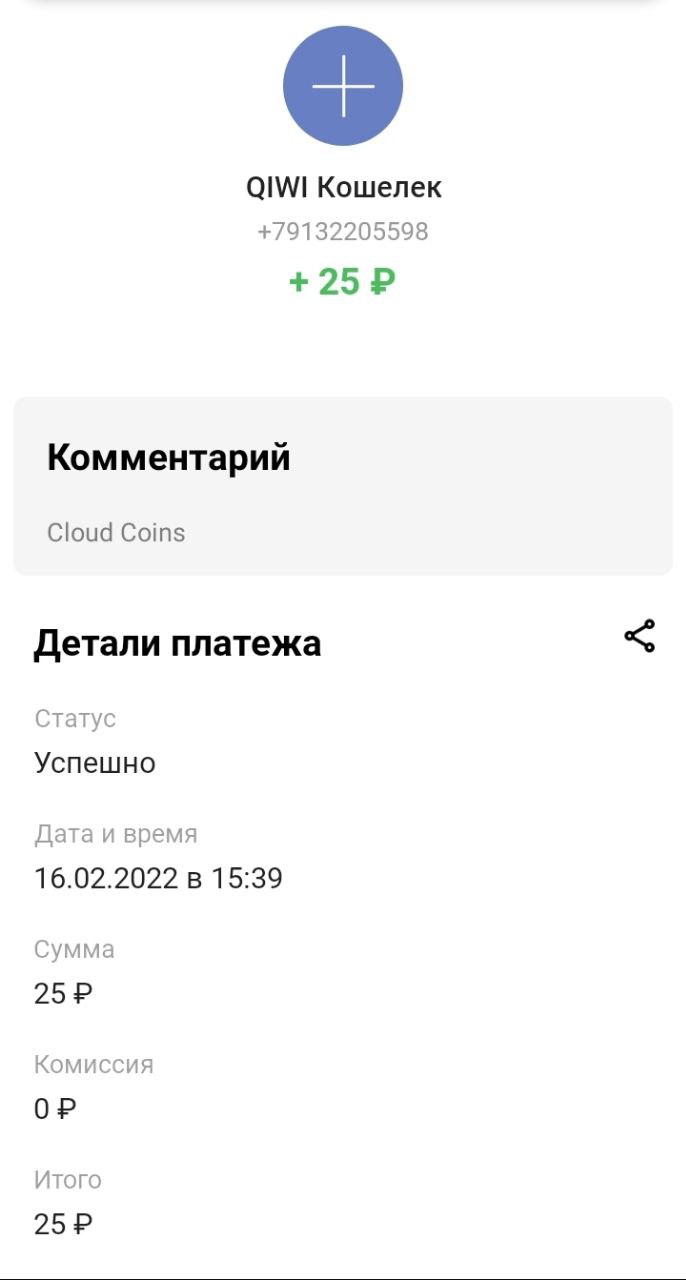 QIWI Кошелек
+79132205598
+ 25 ₽
Комментарий
Cloud Coins
Детали платежа
Статус
Успешно
Дата и время
16.02.2022 в 15:39
Сумма
25 ₽
Комиссия
0 ₽
Итого
25 ₽